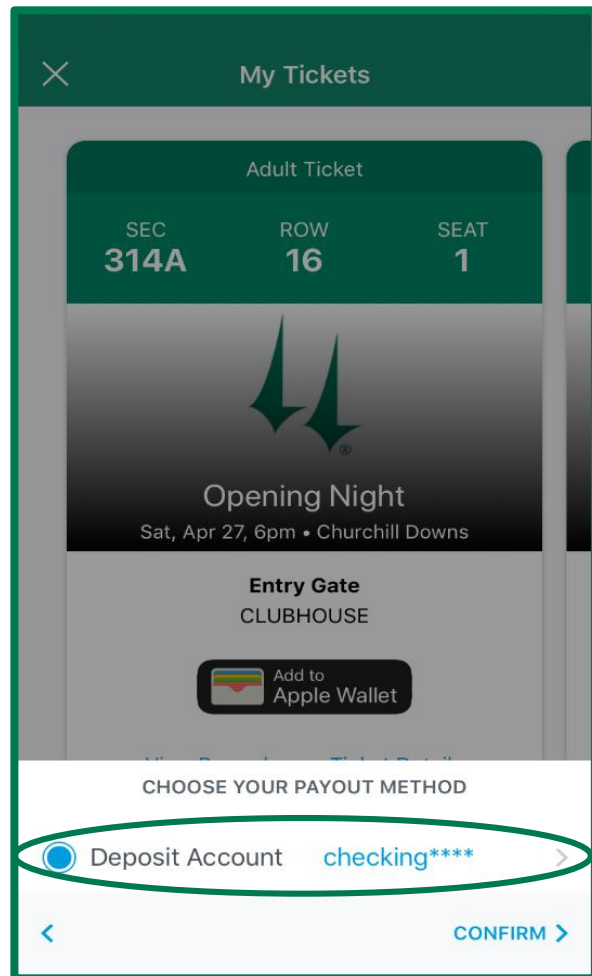 My Tickets
Adult Ticket
SEC ROW SEAT
314A 16 1
®
Opening Night
Sat, Apr 27, 6pm • Churchill Downs
Entry Gate
CLUBHOUSE
Add to
Apple Wallet
CHOOSE YOUR PAYOUT METHOD
Deposit Account checking****
CONFIRM